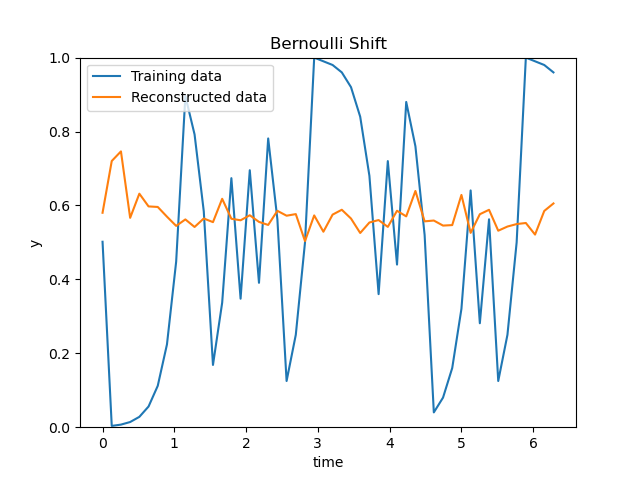 Bernoulli Shift
Training data
Reconstructed data
1.0
0.8
0.6
0.4
0.2
0.0
y
0 1 2 3 4 5 6
time